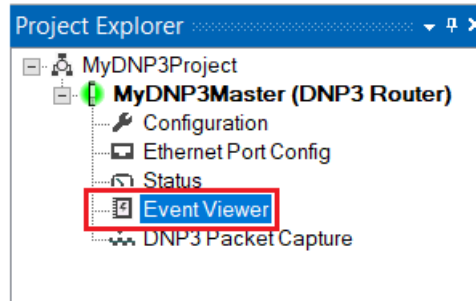 Project Explorer
MyDNP3Project
MyDNP3Master (DNP3 Router)
Configuration
Ethernet Port Config
Status
Event Viewer
DNP3 Packet Capture